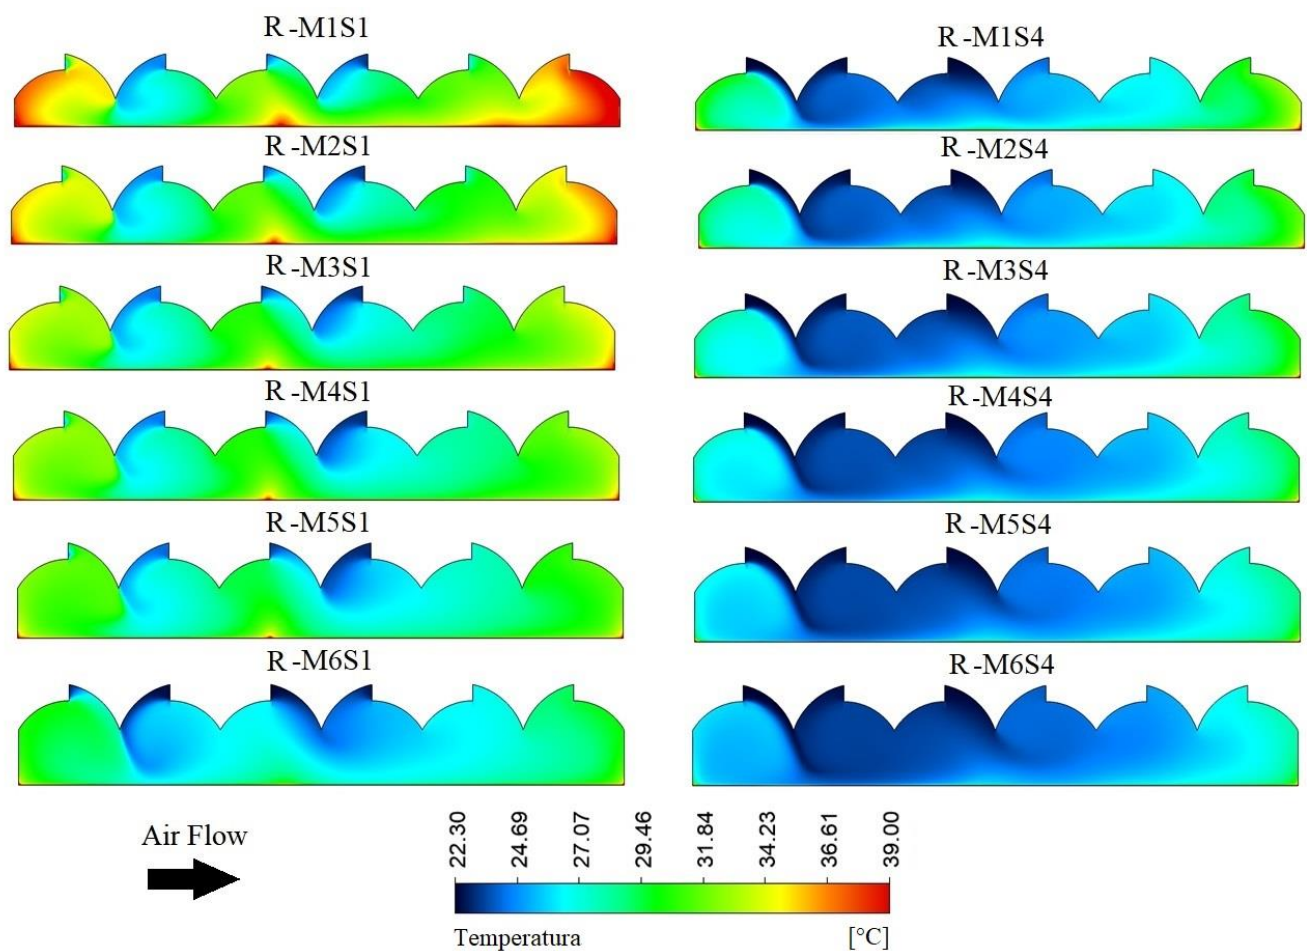 R -M1S1
R -M1S4
R -M2S1
R -M2S4
R -M3S1
R -M3S4
R -M4S1
R -M4S4
R -M5S1
R -M5S4
R -M6S1
R -M6S4
Air Flow
22.30
24.69
27.07
29.46
31.84
34.23
36.61
39.00
Temperatura
[°C]